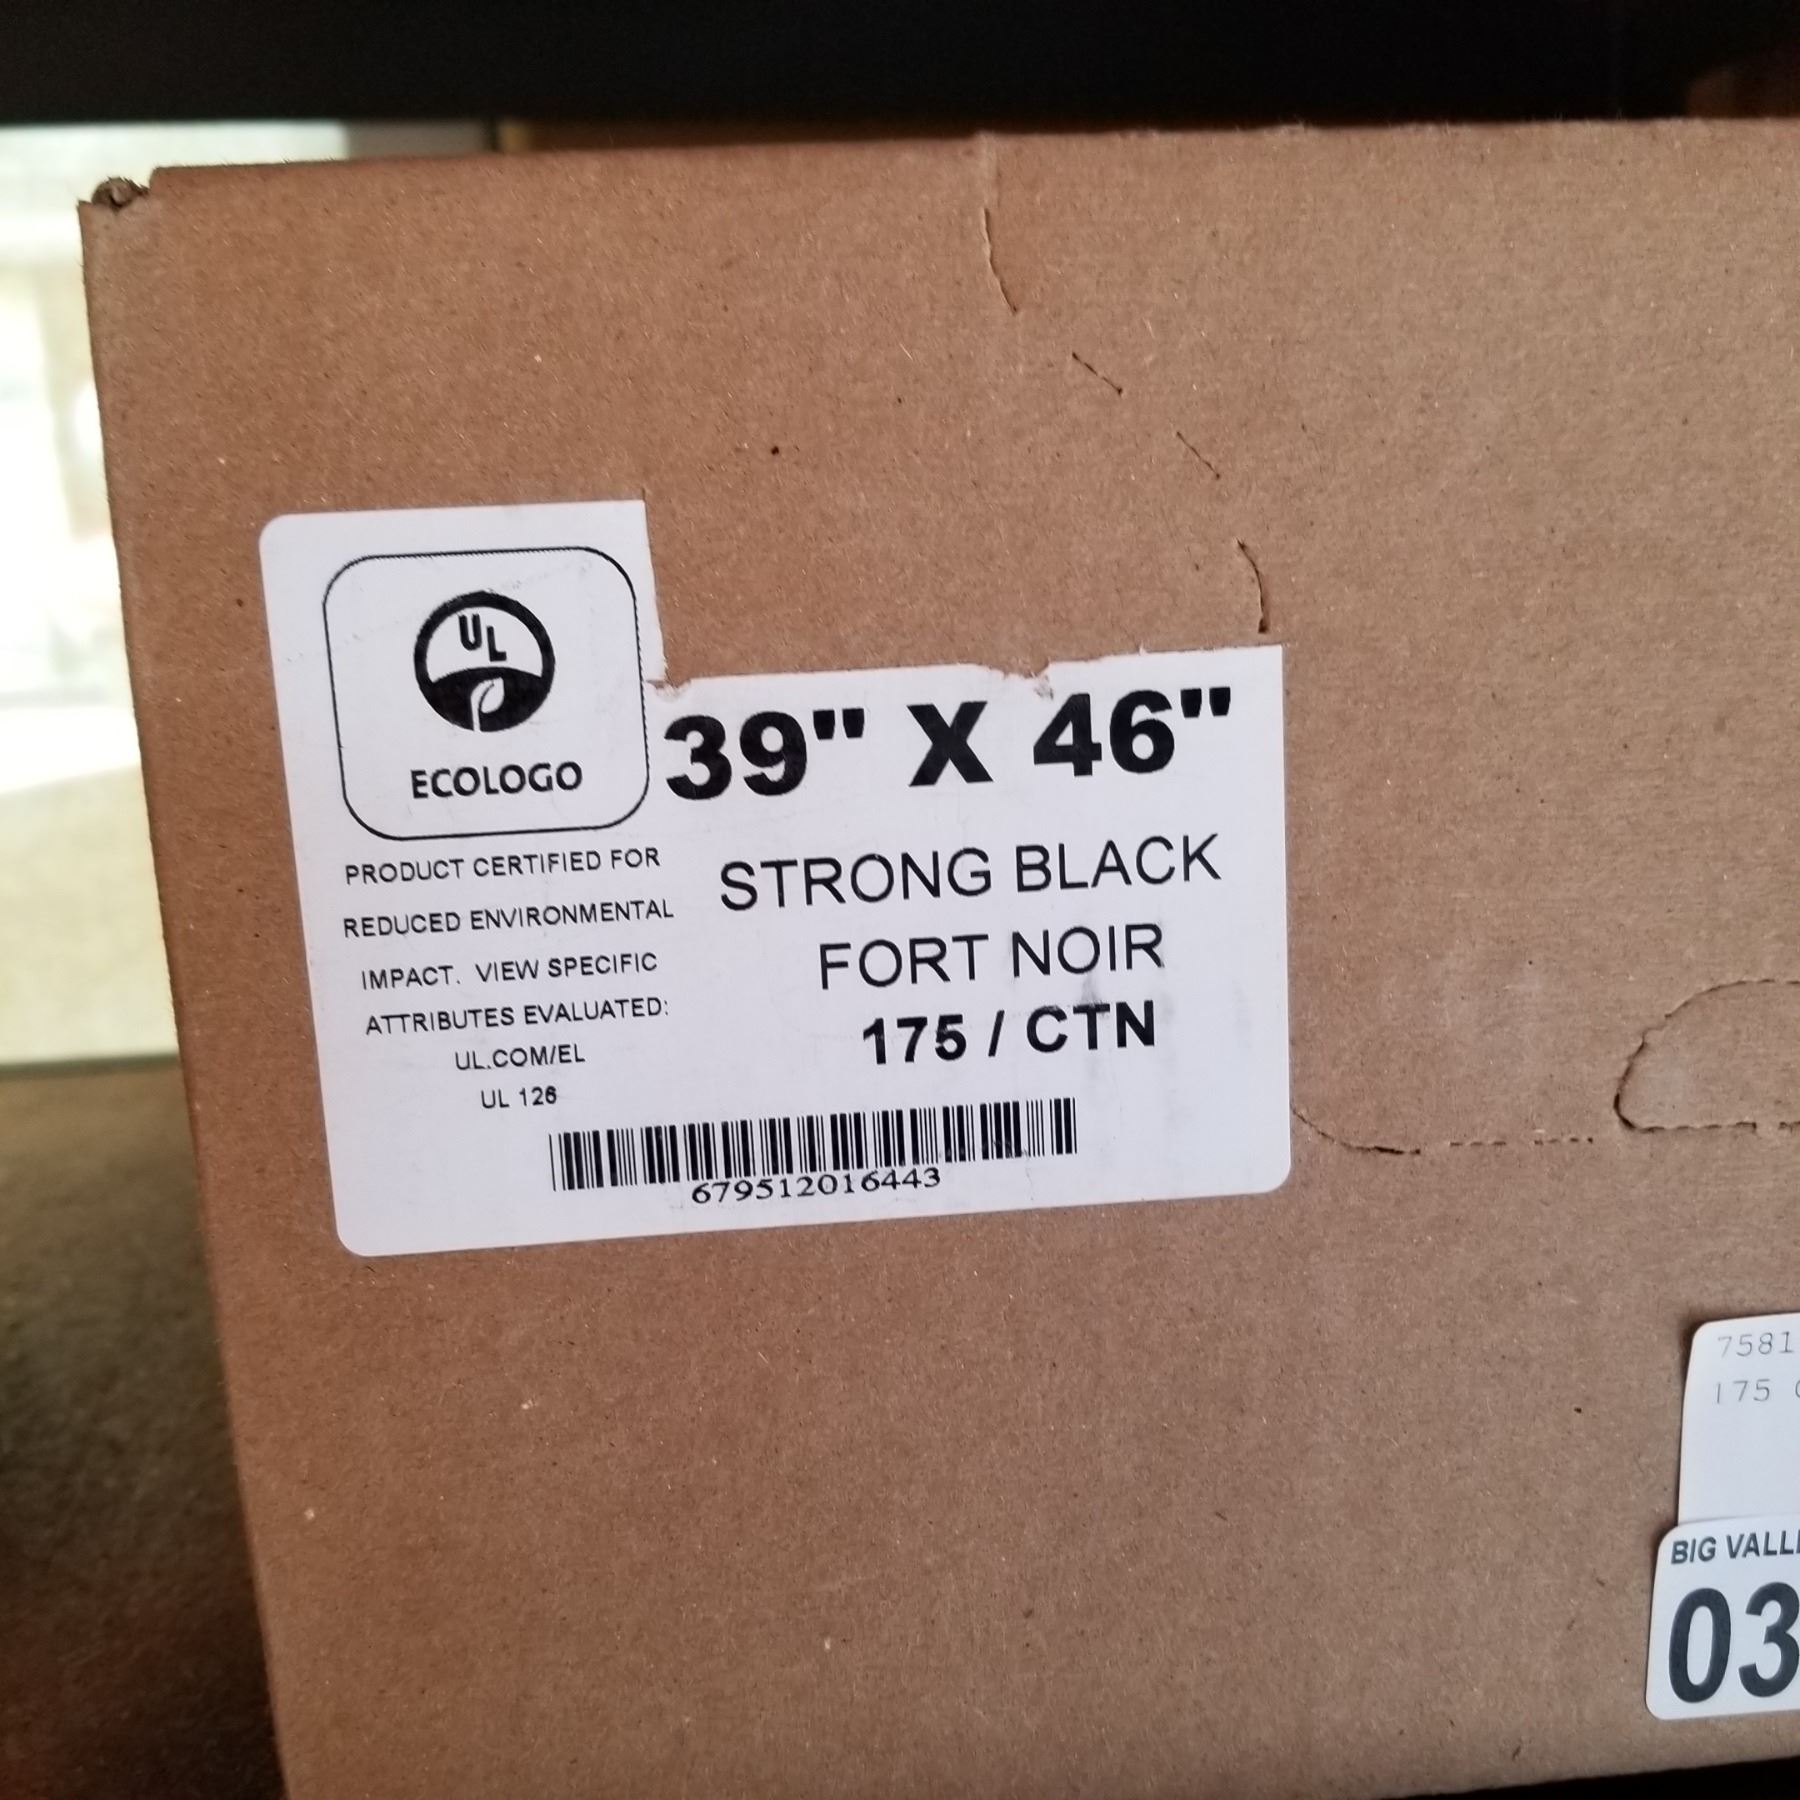 UL
ECOLOGO
PRODUCT CERTIFIED FOR
REDUCED ENVIRONMENTAL
IMPACT. VIEW SPECIFIC
ATTRIBUTES EVALUATED:
UL.COM/EL
UL 126
39" X 46"
STRONG BLACK
FORT NOIR
175 / CTN
679512016443
7581
175
BIG
03